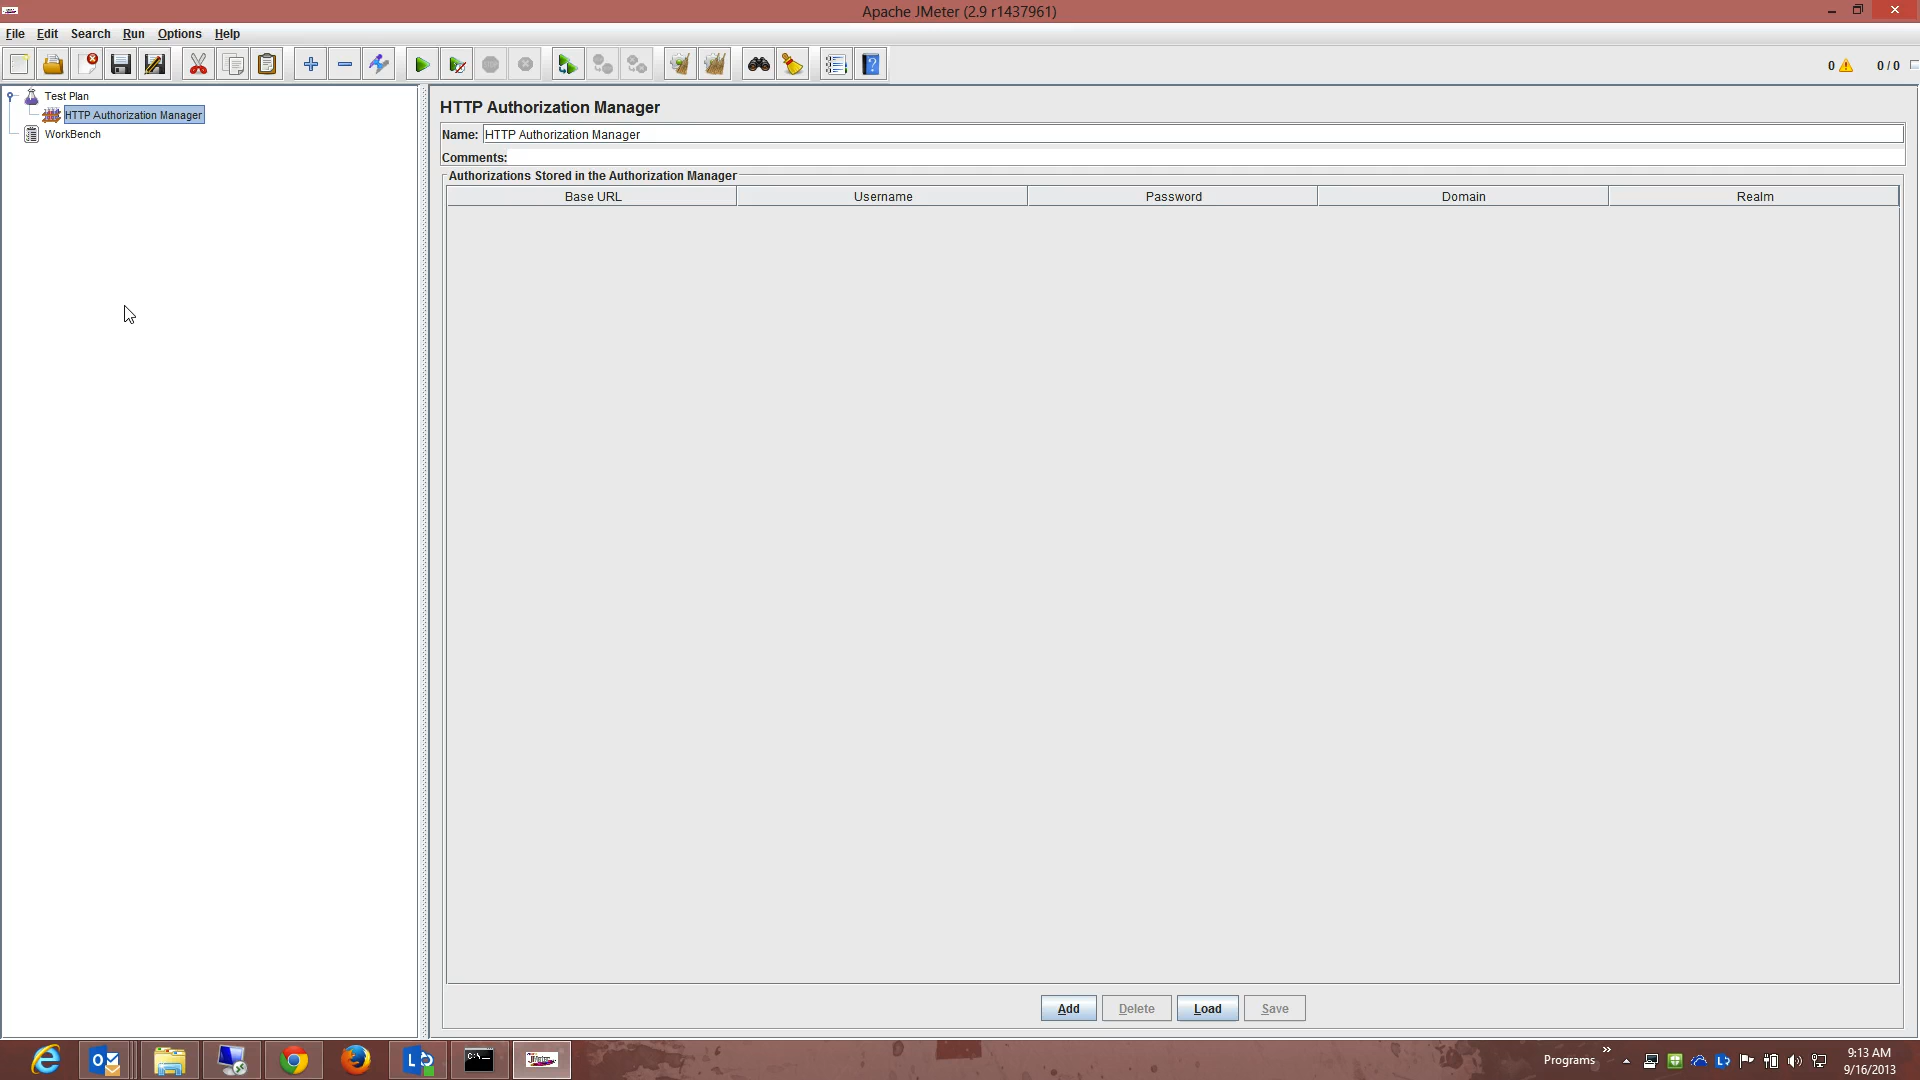 Apache JMeter (2.9 r1437961)
File Edit Search Run Options Help
0 0 / 0
Test Plan
HTTP Authorization Manager
WorkBench
HTTP Authorization Manager
Name: HTTP Authorization Manager
Comments:
Authorizations Stored in the Authorization Manager
Base URL Username Password Domain Realm
Add Delete Load Save
Programs
9:13 AM
9/16/2013